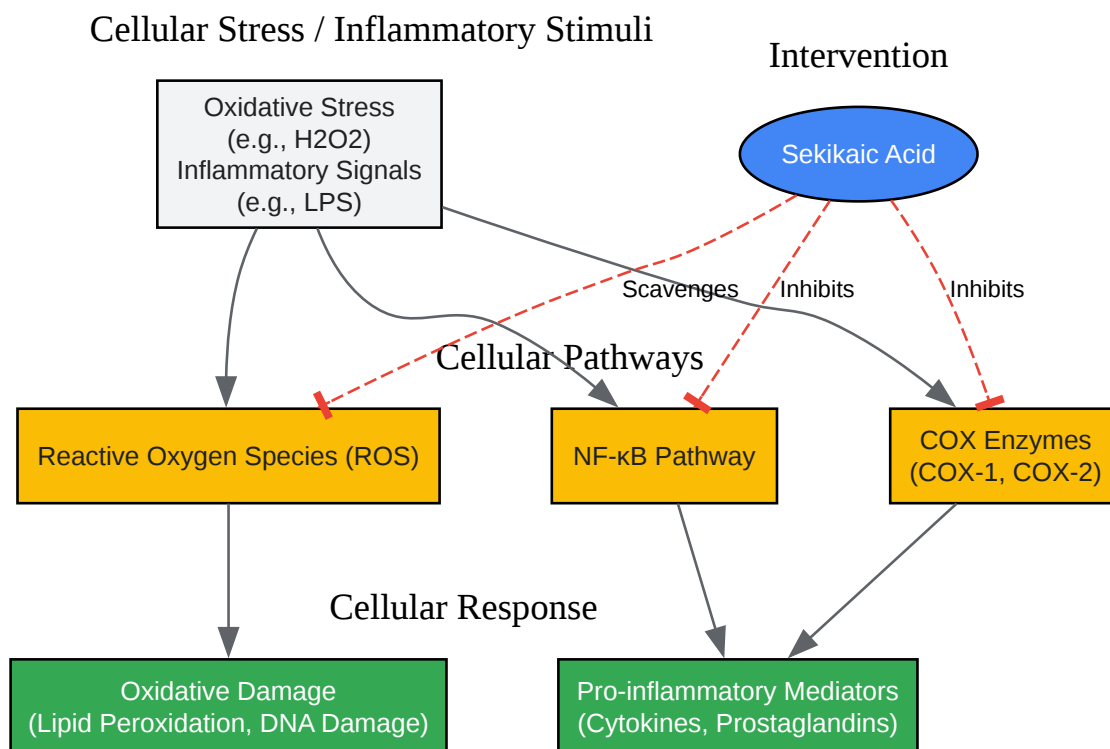 Cellular Stress / Inflammatory Stimuli
Intervention
Oxidative Stress
(e.g., H2O2)
Inflammatory Signals
(e.g., LPS)
Sekikaic Acid
Scavenges
Inhibits
Inhibits
Cellular Pathways
Reactive Oxygen Species (ROS)
NF-κB Pathway
COX Enzymes
(COX-1, COX-2)
Cellular Response
Oxidative Damage
(Lipid Peroxidation, DNA Damage)
Pro-inflammatory Mediators
(Cytokines, Prostaglandins)